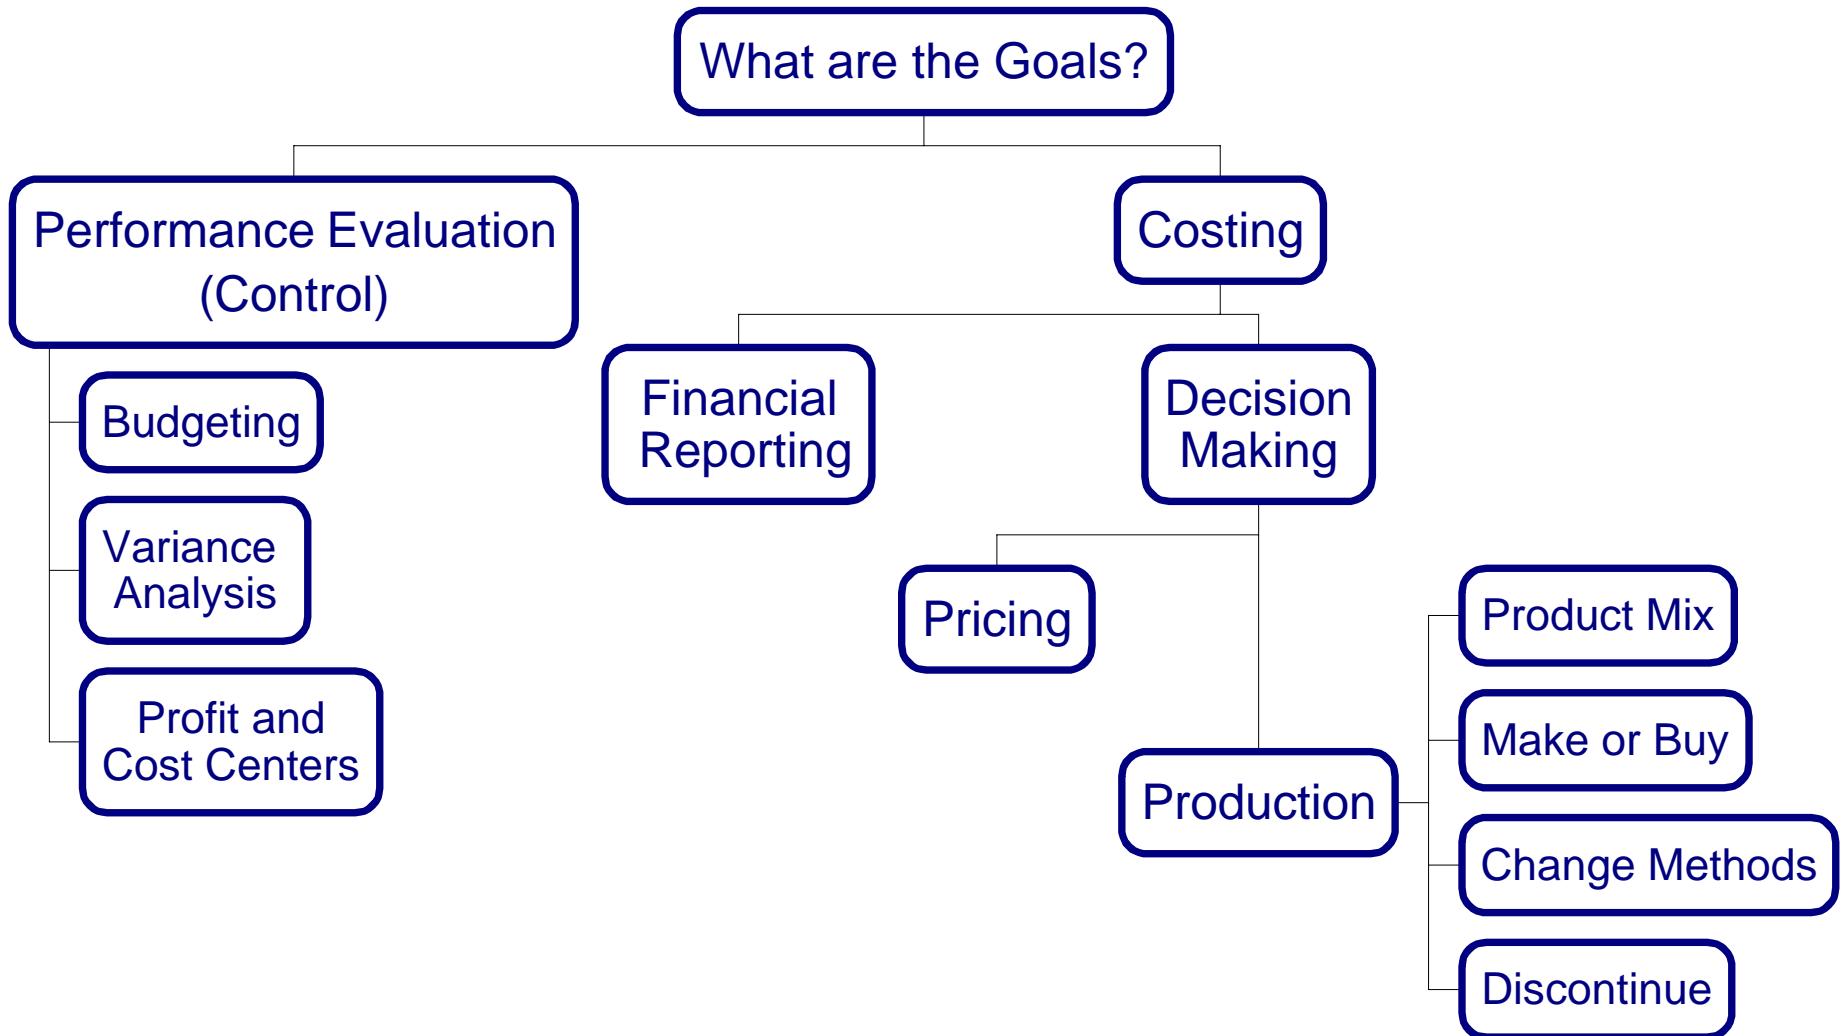 What are the Goals?
Performance Evaluation
(Control)
Costing
Budgeting
Variance
Analysis
Profit and
Cost Centers
Financial
Reporting
Decision
Making
Pricing
Production
Product Mix
Make or Buy
Change Methods
Discontinue